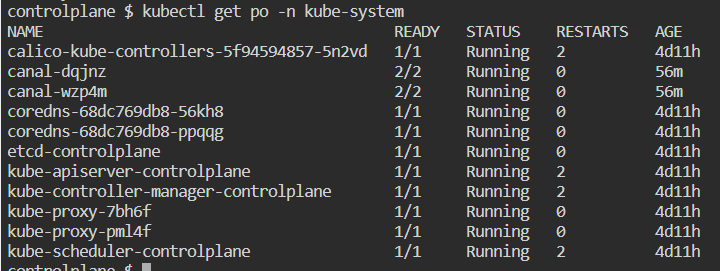 controlplane $ kubectl get po -n kube-system
NAME READY STATUS RESTARTS AGE
calico-kube-controllers-5f94594857-5n2vd 1/1 Running 2 4d11h
canal-dqjnz 2/2 Running 0 56m
canal-wzp4m 2/2 Running 0 56m
coredns-68dc769db8-56kh8 1/1 Running 0 4d11h
coredns-68dc769db8-ppqqg 1/1 Running 0 4d11h
etcd-controlplane 1/1 Running 0 4d11h
kube-apiserver-controlplane 1/1 Running 2 4d11h
kube-controller-manager-controlplane 1/1 Running 2 4d11h
kube-proxy-7bh6f 1/1 Running 0 4d11h
kube-proxy-pml4f 1/1 Running 0 4d11h
kube-scheduler-controlplane 1/1 Running 2 4d11h
controlplane $